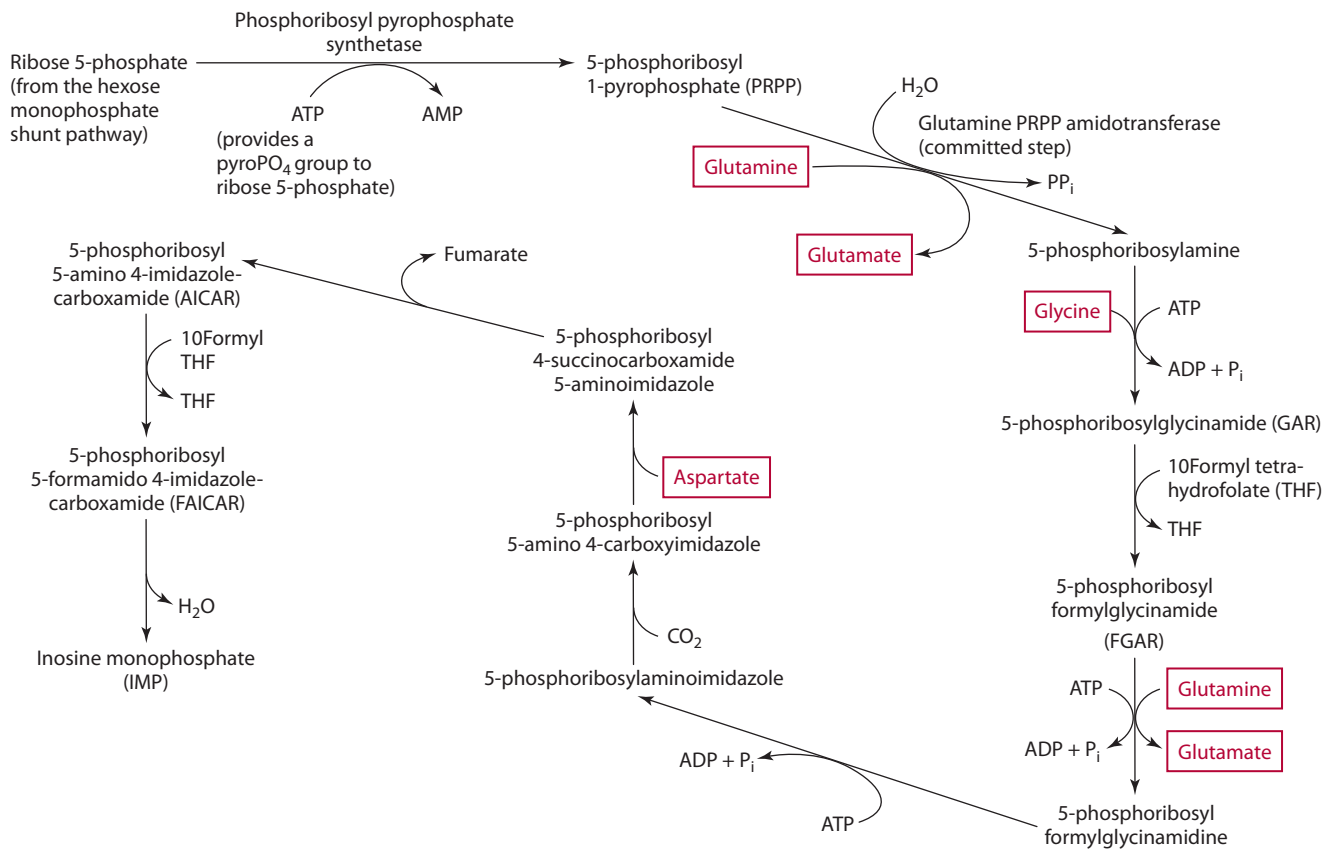 Phosphoribosyl pyrophosphate
synthetase
Ribose 5-phosphate
(from the hexose
monophosphate
shunt pathway)
ATP
(provides a
pyroPO₄ group to
ribose 5-phosphate)
AMP
5-phosphoribosyl
1-pyrophosphate (PRPP)
H₂O
Glutamine PRPP amidotransferase
(committed step)
Glutamine
PPᵢ
Glutamate
5-phosphoribosylamine
Glycine
ATP
ADP + Pᵢ
5-phosphoribosylglycinamide (GAR)
10Formyl tetra-
hydrofolate (THF)
THF
5-phosphoribosyl
formylglycinamide
(FGAR)
ATP
Glutamine
ADP + Pᵢ
Glutamate
5-phosphoribosyl
formylglycinamidine
ATP
ADP + Pᵢ
5-phosphoribosylaminoimidazole
CO₂
5-phosphoribosyl
5-amino 4-carboxyimidazole
Aspartate
5-phosphoribosyl
4-succinocarboxamide
5-aminoimidazole
Fumarate
5-phosphoribosyl
5-amino 4-imidazole-
carboxamide (AICAR)
10Formyl
THF
THF
5-phosphoribosyl
5-formamido 4-imidazole-
carboxamide (FAICAR)
H₂O
Inosine monophosphate
(IMP)